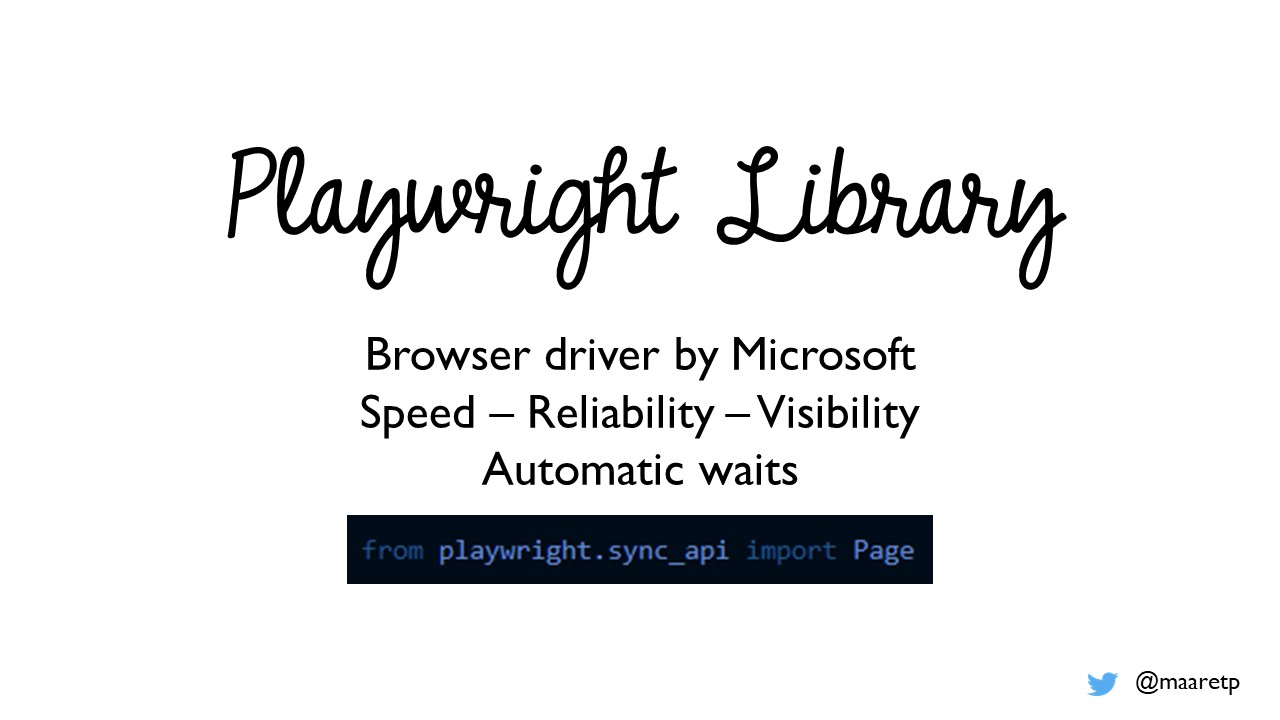 Playwright Library
Browser driver by Microsoft
Speed – Reliability – Visibility
Automatic waits
from playwright.sync_api import Page
@maaretp